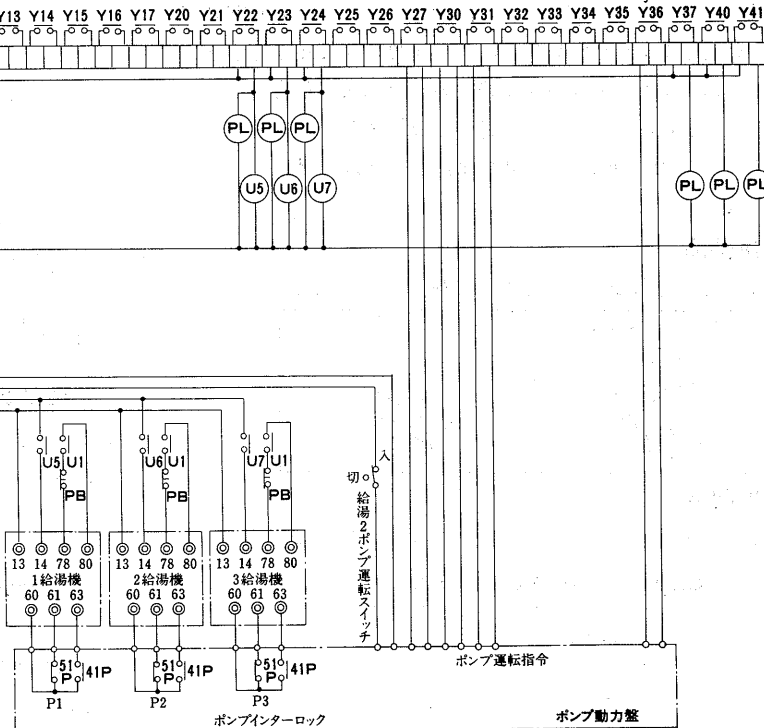 Y13 Y14 Y15 Y16 Y17 Y20 Y21 Y22 Y23 Y24 Y25 Y26 Y27 Y30 Y31 Y32 Y33 Y34 Y35 Y36 Y37 Y40 Y41
PL PL PL
U5 U6 U7
PL PL PL
入
切
給湯2ポンプ運転スイッチ
U5 U1 U6 U1 U7 U1
PB PB PB
13 14 78 80 13 14 78 80 13 14 78 80
1給湯機 2給湯機 3給湯機
60 61 63 60 61 63 60 61 63
51 P 41P 51 P 41P 51 P 41P
P1 P2 P3
ポンプ運転指令
ポンプインターロック
ポンプ動力盤